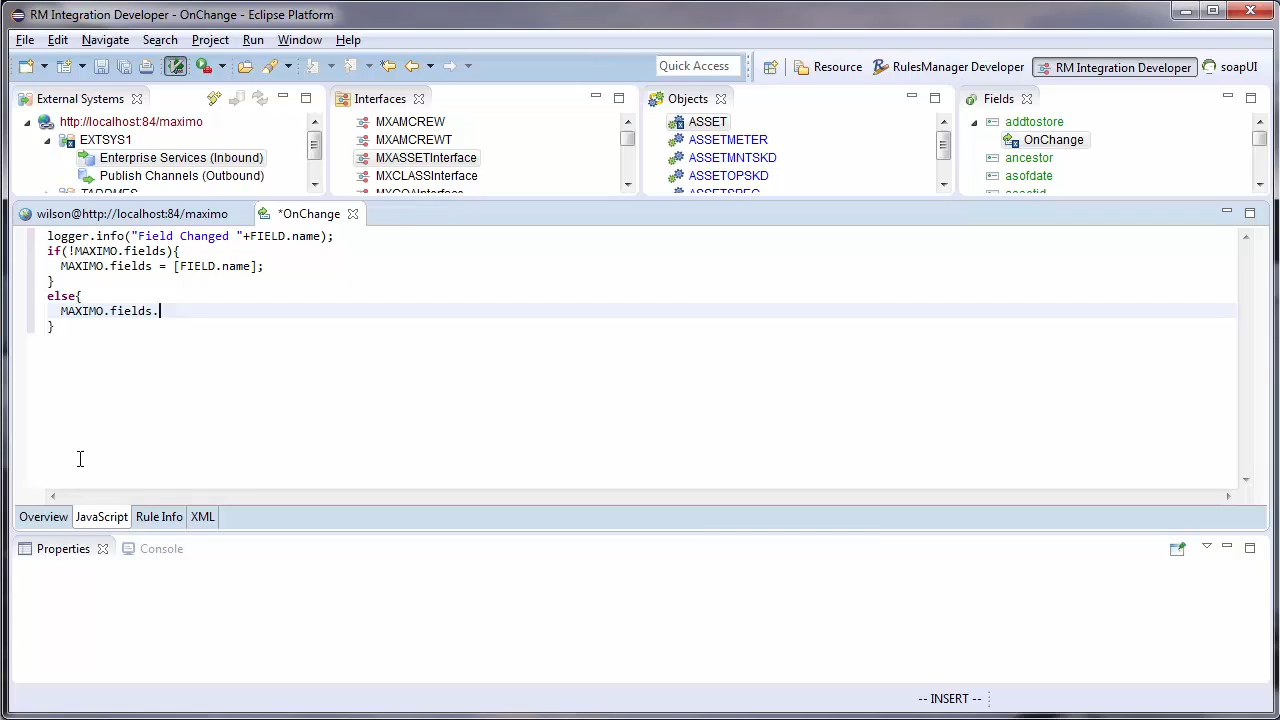 RM Integration Developer - OnChange - Eclipse Platform
File Edit Navigate Search Project Run Window Help
Quick Access
Resource
RulesManager Developer
RM Integration Developer
soapUI
External Systems
http://localhost:84/maximo
EXTSYS1
Enterprise Services (Inbound)
Publish Channels (Outbound)
Interfaces
MXAMCREW
MXAMCREWT
MXASSETInterface
MXCLASSInterface
MXCOAInterface
Objects
ASSET
ASSETMETER
ASSETMNTSKD
ASSETOPSKD
ASSETSPEC
Fields
addtostore
OnChange
ancestor
asofdate
assetid
wilson@http://localhost:84/maximo
*OnChange
logger.info("Field Changed "+FIELD.name);
if(!MAXIMO.fields){
MAXIMO.fields = [FIELD.name];
}
else{
MAXIMO.fields.
}
Overview JavaScript Rule Info XML
Properties
Console
-- INSERT --